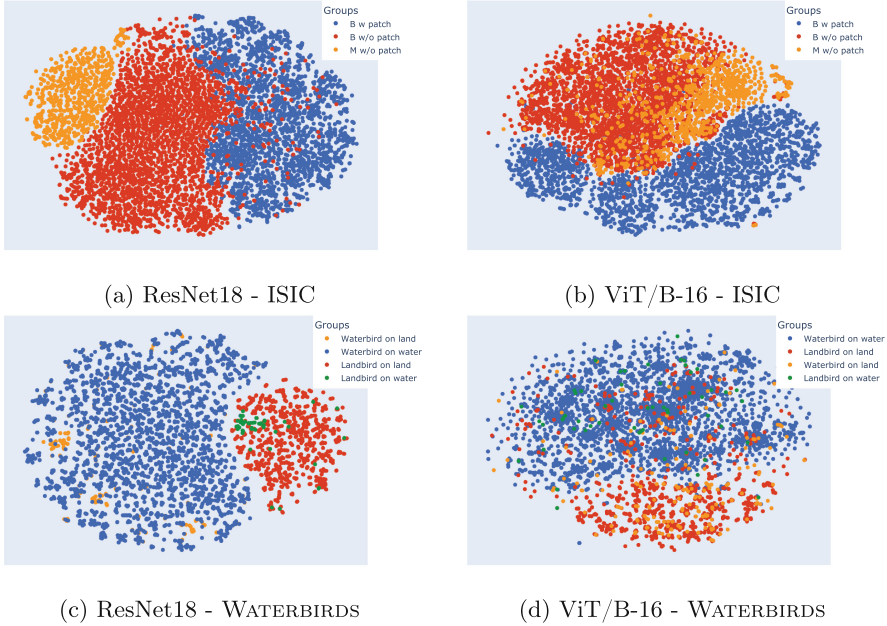 Groups
B w patch
B w/o patch
M w/o patch
Groups
B w patch
B w/o patch
M w/o patch
(a) ResNet18 - ISIC
(b) ViT/B-16 - ISIC
Groups
Waterbird on land
Waterbird on water
Landbird on land
Landbird on water
Groups
Waterbird on water
Landbird on land
Waterbird on land
Landbird on water
(c) ResNet18 - WATERBIRDS
(d) ViT/B-16 - WATERBIRDS